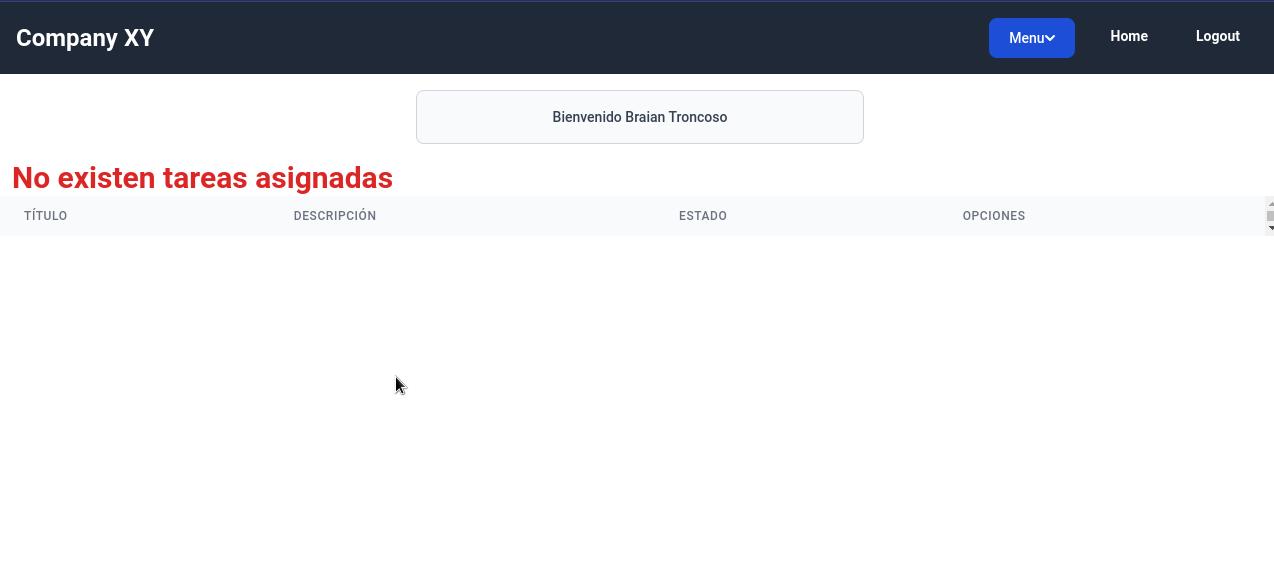 Company XY
Menu
Home
Logout
Bienvenido Braian Troncoso
No existen tareas asignadas
TÍTULO DESCRIPCIÓN ESTADO OPCIONES